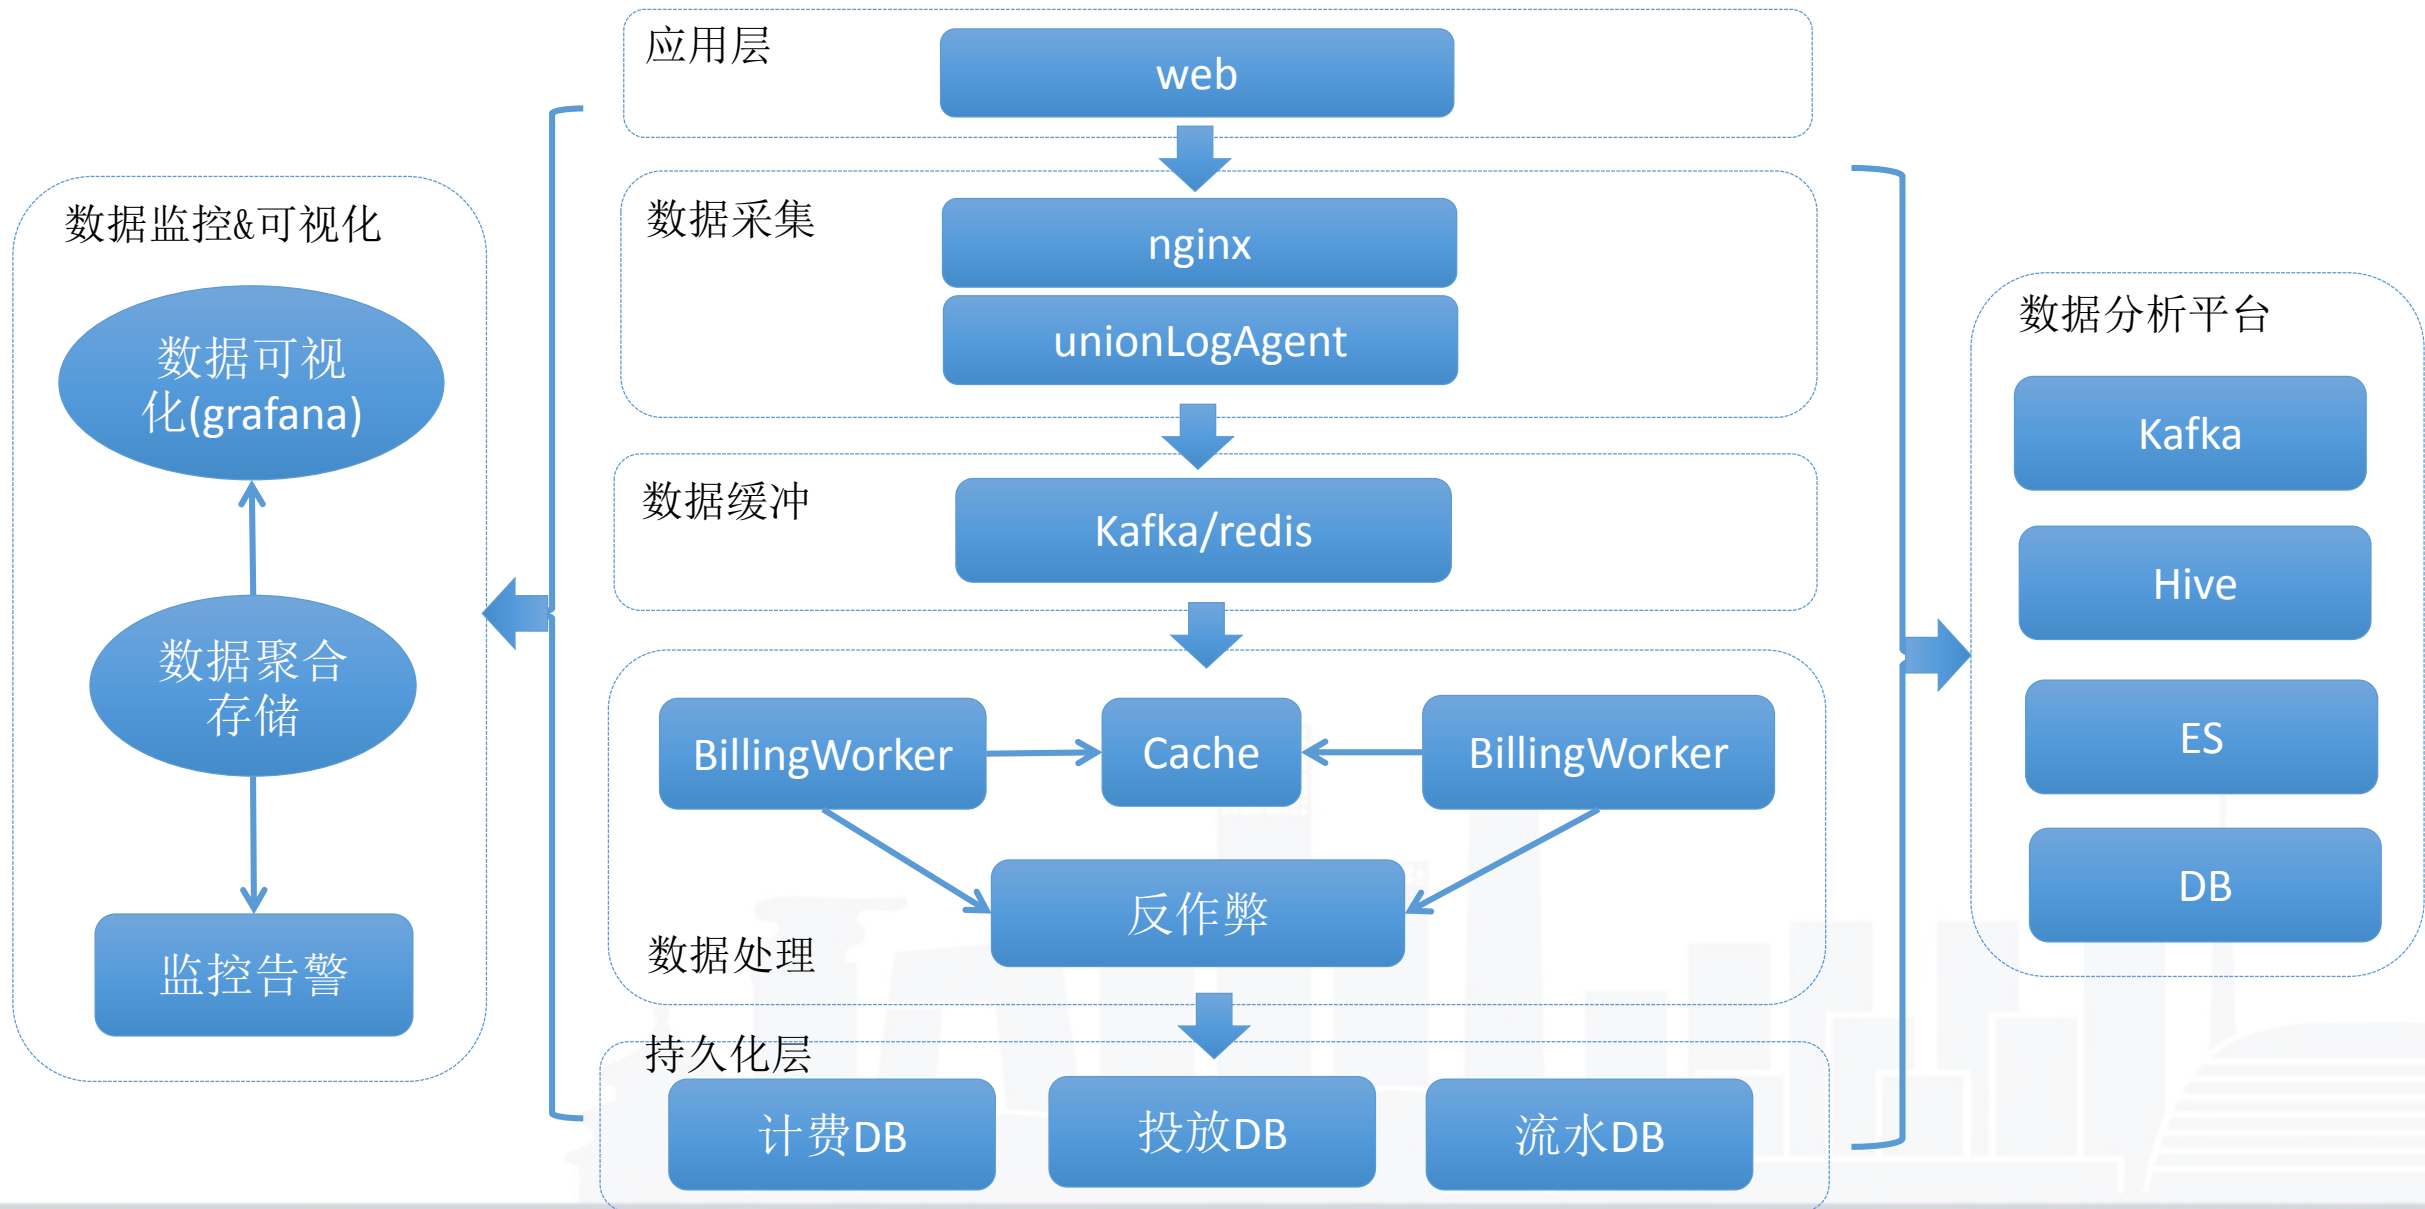 应用层
web
数据采集
nginx
unionLogAgent
数据缓冲
Kafka/redis
BillingWorker
Cache
BillingWorker
反作弊
数据处理
持久化层
计费DB
投放DB
流水DB
数据监控&可视化
数据可视
化(grafana)
数据聚合
存储
监控告警
数据分析平台
Kafka
Hive
ES
DB